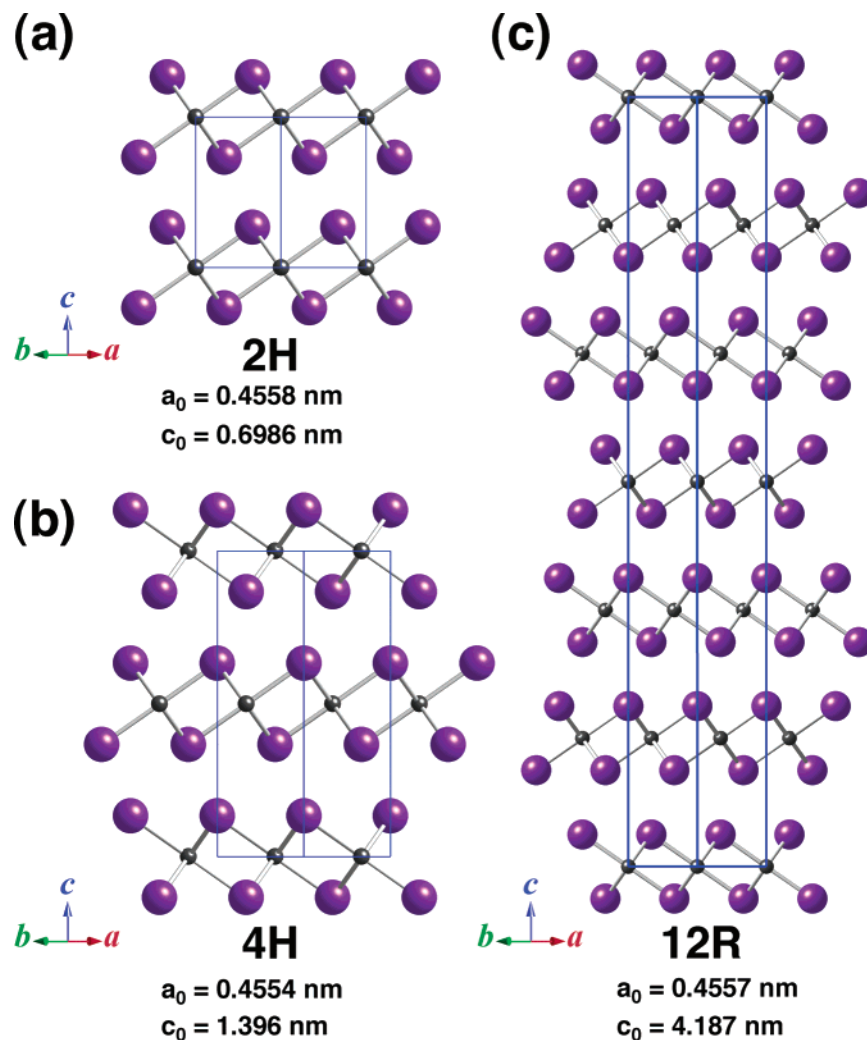 (a)
c
b
a
2H
a₀ = 0.4558 nm
c₀ = 0.6986 nm
(b)
c
b
a
4H
a₀ = 0.4554 nm
c₀ = 1.396 nm
(c)
c
b
a
12R
a₀ = 0.4557 nm
c₀ = 4.187 nm